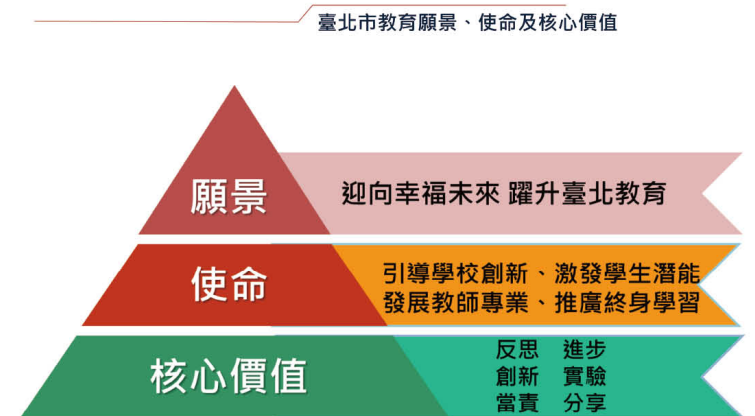 臺北市教育願景、使命及核心價值
願景
迎向幸福未來 躍升臺北教育
使命
引導學校創新、激發學生潛能
發展教師專業、推廣終身學習
核心價值
反思 進步
創新 實驗
當責 分享